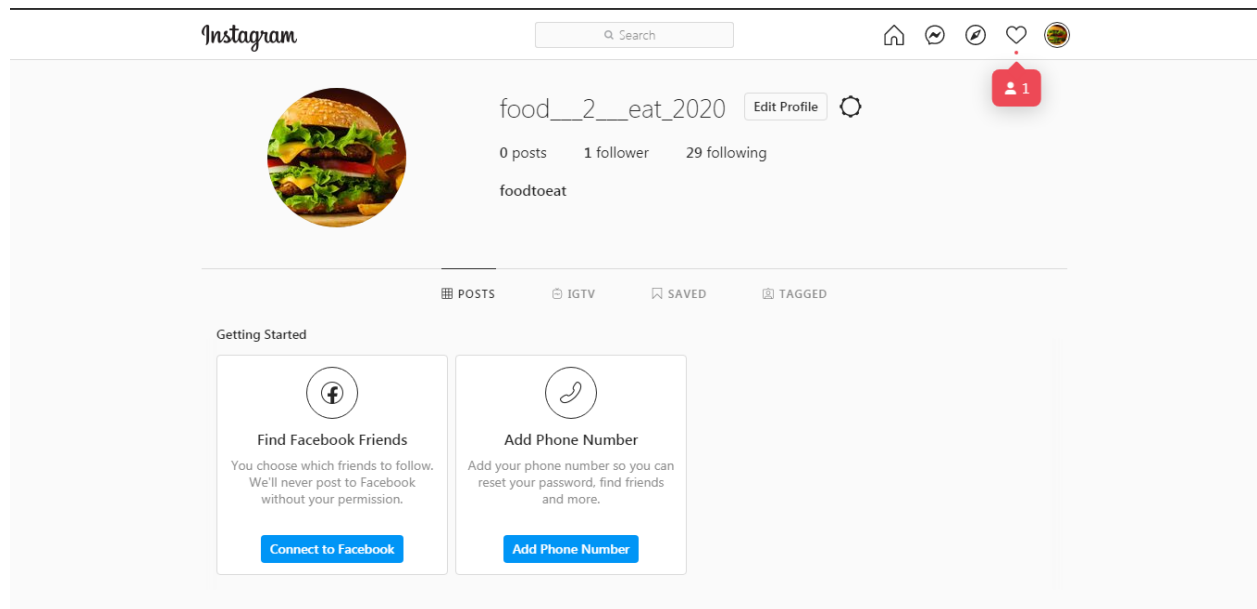 Instagram
Search
1
food___2___eat_2020 Edit Profile
0 posts 1 follower 29 following
foodtoeat
POSTS IGTV SAVED TAGGED
Getting Started
Find Facebook Friends
You choose which friends to follow.
We'll never post to Facebook
without your permission.
Connect to Facebook
Add Phone Number
Add your phone number so you can
reset your password, find friends
and more.
Add Phone Number